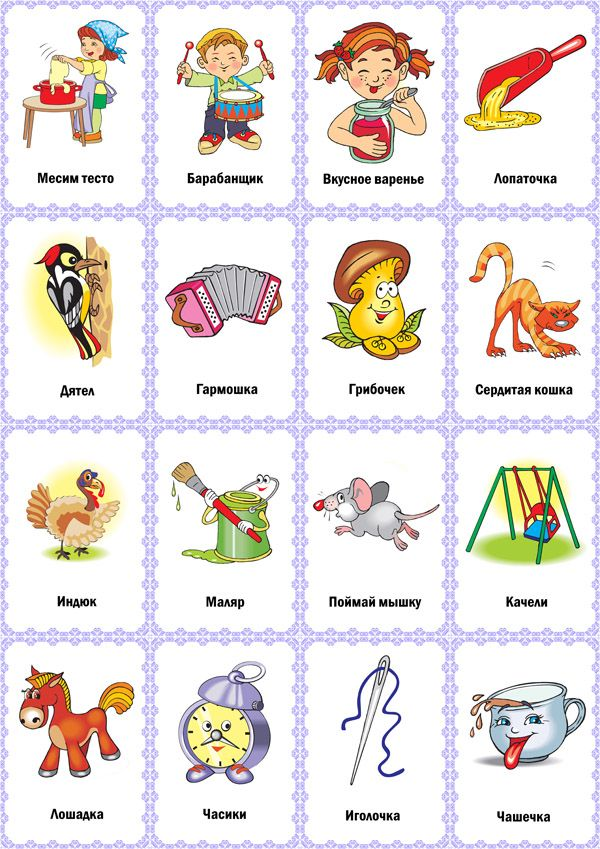 Месим тесто
Барабанщик
Вкусное варенье
Лопаточка
Дятел
Гармошка
Грибочек
Сердитая кошка
Индюк
Маляр
Поймай мышку
Качели
Лошадка
Часики
Иголочка
Чашечка